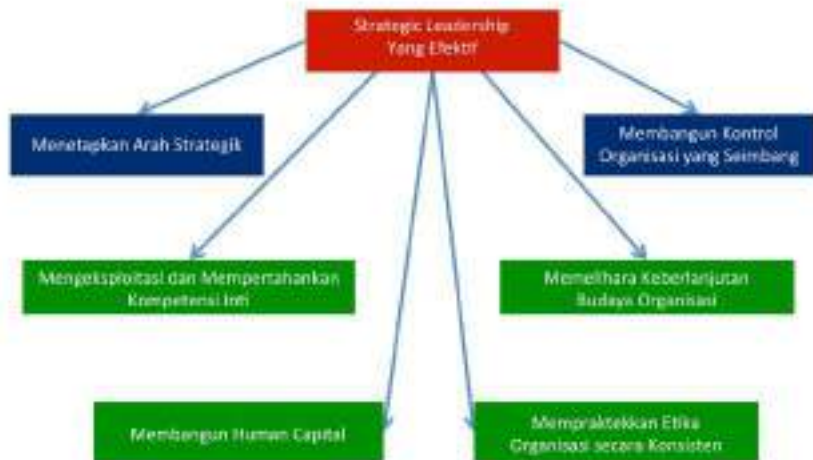 Strategic Leadership
Yang Efektif
Menetapkan Arah Strategik
Membangun Kontrol
Organisasi yang Seimbang
Mengeksploitasi dan Mempertahankan
Kompetensi Inti
Memelihara Keberlanjutan
Budaya Organisasi
Membangun Human Capital
Mempraktekkan Etika
Organisasi secara Konsisten